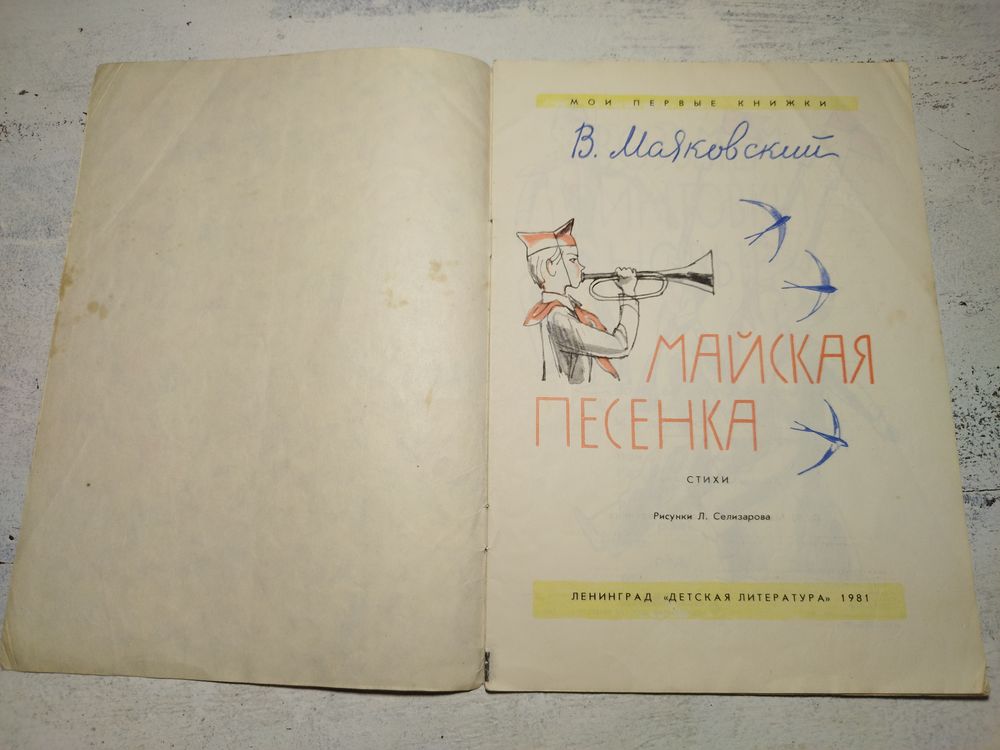 МОИ ПЕРВЫЕ КНИЖКИ
В. Маяковский
МАЙСКАЯ
ПЕСЕНКА
СТИХИ
Рисунки Л. Селизарова
ЛЕНИНГРАД «ДЕТСКАЯ ЛИТЕРАТУРА» 1981